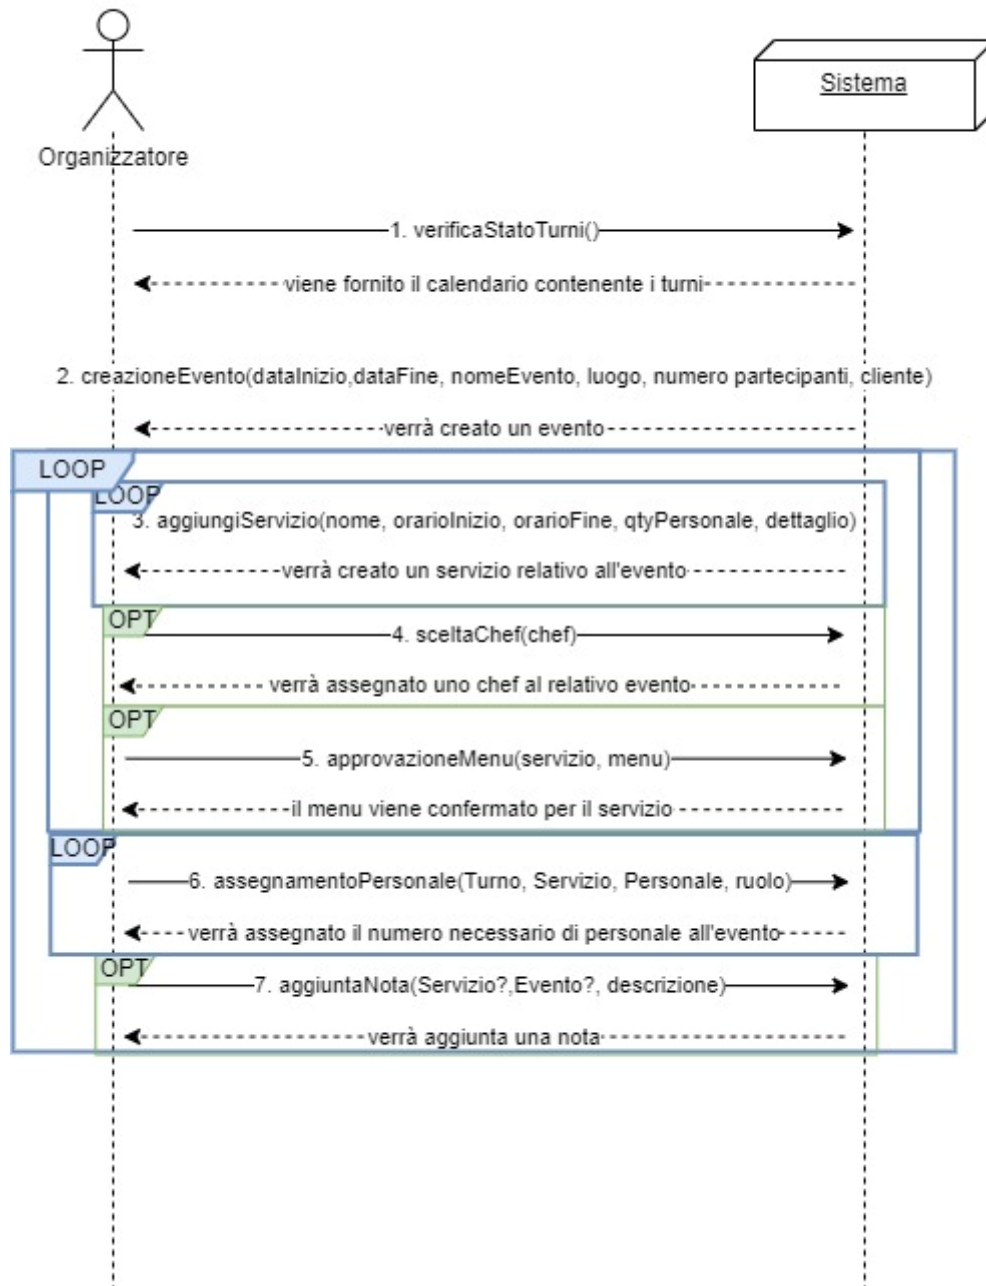 Sistema
Organizzatore
1. verificaStatoTurni()
viene fornito il calendario contenente i turni
2. creazioneEvento(dataInizio,dataFine, nomeEvento, luogo, numero partecipanti, cliente)
verrà creato un evento
LOOP
LOOP
3. aggiungiServizio(nome, orarioInizio, orarioFine, qtyPersonale, dettaglio)
verrà creato un servizio relativo all'evento
OPT
4. sceltaChef(chef)
verrà assegnato uno chef al relativo evento
OPT
5. approvazioneMenu(servizio, menu)
il menu viene confermato per il servizio
LOOP
6. assegnamentoPersonale(Turno, Servizio, Personale, ruolo)
verrà assegnato il numero necessario di personale all'evento
OPT
7. aggiuntaNota(Servizio?,Evento?, descrizione)
verrà aggiunta una nota